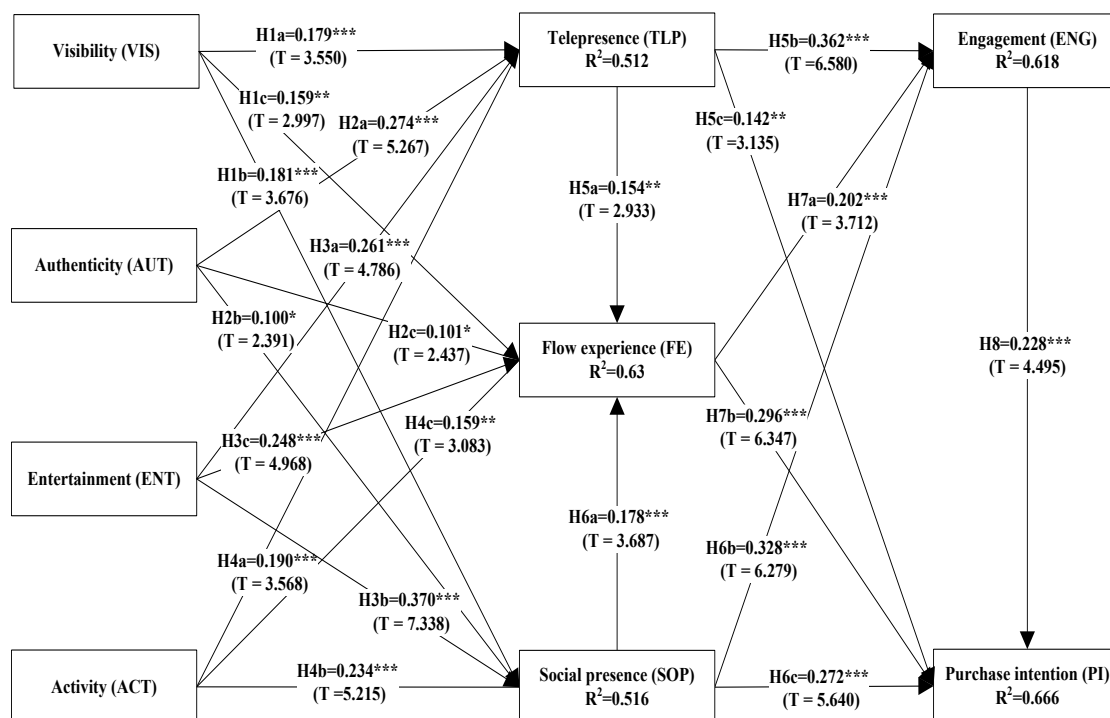 Visibility (VIS)
H1a=0.179***
(T = 3.550)
Telepresence (TLP)
R²=0.512
H5b=0.362***
(T =6.580)
Engagement (ENG)
R²=0.618
H1c=0.159**
(T = 2.997)
H2a=0.274***
(T = 5.267)
H5c=0.142**
(T =3.135)
H1b=0.181***
(T = 3.676)
H5a=0.154**
(T = 2.933)
H7a=0.202***
(T = 3.712)
Authenticity (AUT)
H3a=0.261***
(T = 4.786)
H2b=0.100*
(T = 2.391)
H2c=0.101*
(T = 2.437)
Flow experience (FE)
R²=0.63
H8=0.228***
(T = 4.495)
Entertainment (ENT)
H3c=0.248***
(T = 4.968)
H4c=0.159**
(T = 3.083)
H7b=0.296***
(T = 6.347)
H6a=0.178***
(T = 3.687)
H4a=0.190***
(T = 3.568)
H6b=0.328***
(T = 6.279)
H3b=0.370***
(T = 7.338)
Activity (ACT)
H4b=0.234***
(T =5.215)
Social presence (SOP)
R²=0.516
H6c=0.272***
(T = 5.640)
Purchase intention (PI)
R²=0.666